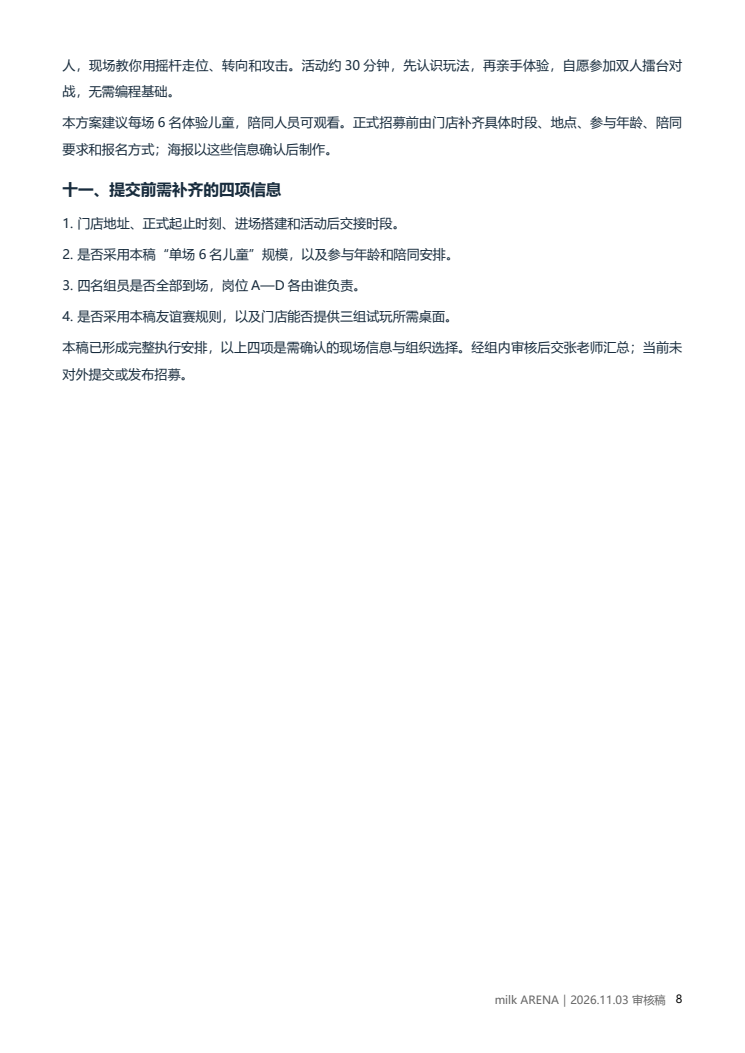 人，现场教你用摇杆走位、转向和攻击。活动约 30 分钟，先认识玩法，再亲手体验，自愿参加双人擂台对
战，无需编程基础。
本方案建议每场 6 名体验儿童，陪同人员可观看。正式招募前由门店补齐具体时段、地点、参与年龄、陪同
要求和报名方式；海报以这些信息确认后制作。
十一、提交前需补齐的四项信息
1. 门店地址、正式起止时刻、进场搭建和活动后交接时段。
2. 是否采用本稿“单场 6 名儿童”规模，以及参与年龄和陪同安排。
3. 四名组员是否全部到场，岗位 A—D 各由谁负责。
4. 是否采用本稿友谊赛规则，以及门店能否提供三组试玩所需桌面。
本稿已形成完整执行安排，以上四项是需确认的现场信息与组织选择。经组内审核后交张老师汇总；当前未
对外提交或发布招募。
milk ARENA | 2026.11.03 审核稿 8